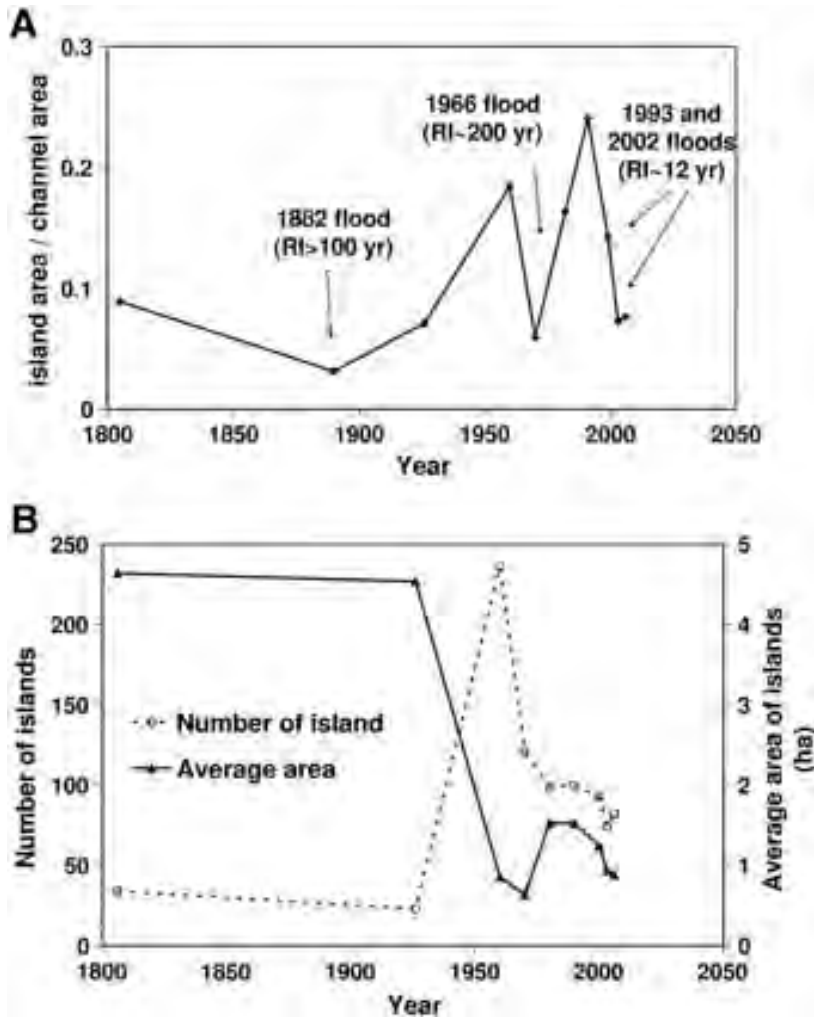 A
0.3
0.2
0.1
0
island area / channel area
1882 flood
(RI>100 yr)
1966 flood
(RI~200 yr)
1993 and
2002 floods
(RI~12 yr)
1800 1850 1900 1950 2000 2050
Year
B
250
200
150
100
50
0
Number of islands
Number of island
Average area
5
4
3
2
1
0
Average area of islands
(ha)
1800 1850 1900 1950 2000 2050
Year